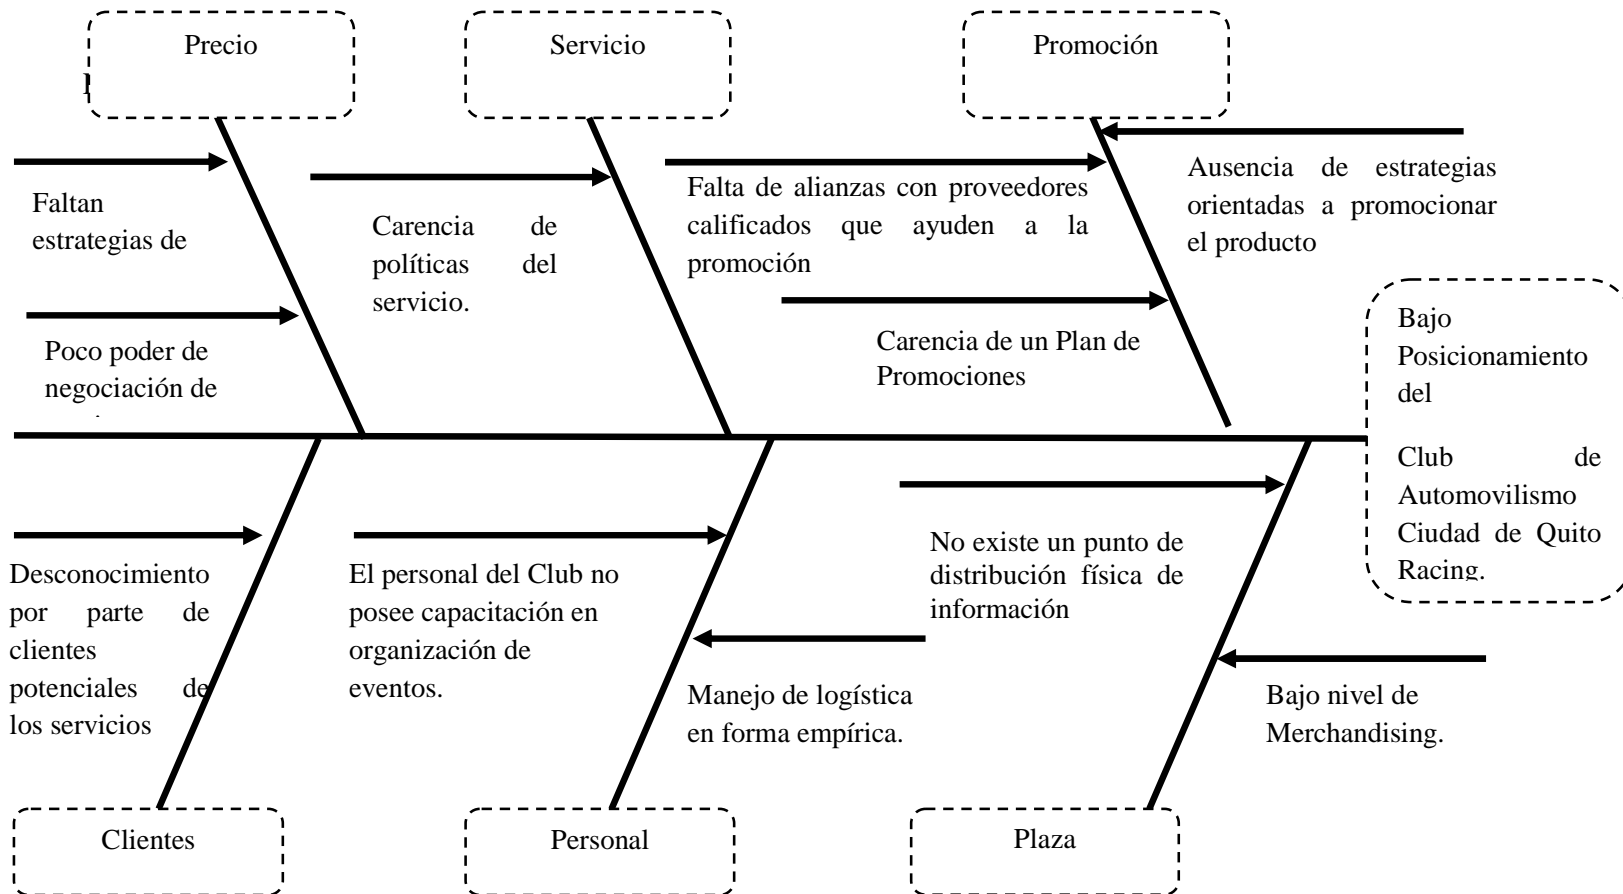 Precio
Servicio
Promoción
Faltan
estrategias de
Poco poder de
negociación de
Carencia de
políticas del
servicio.
Falta de alianzas con proveedores
calificados que ayuden a la
promoción
Carencia de un Plan de
Promociones
Ausencia de estrategias
orientadas a promocionar
el producto
Bajo
Posicionamiento
del
Club de
Automovilismo
Ciudad de Quito
Racing.
Desconocimiento
por parte de
clientes
potenciales de
los servicios
El personal del Club no
posee capacitación en
organización de
eventos.
Manejo de logística
en forma empírica.
No existe un punto de
distribución física de
información
Bajo nivel de
Merchandising.
Clientes
Personal
Plaza